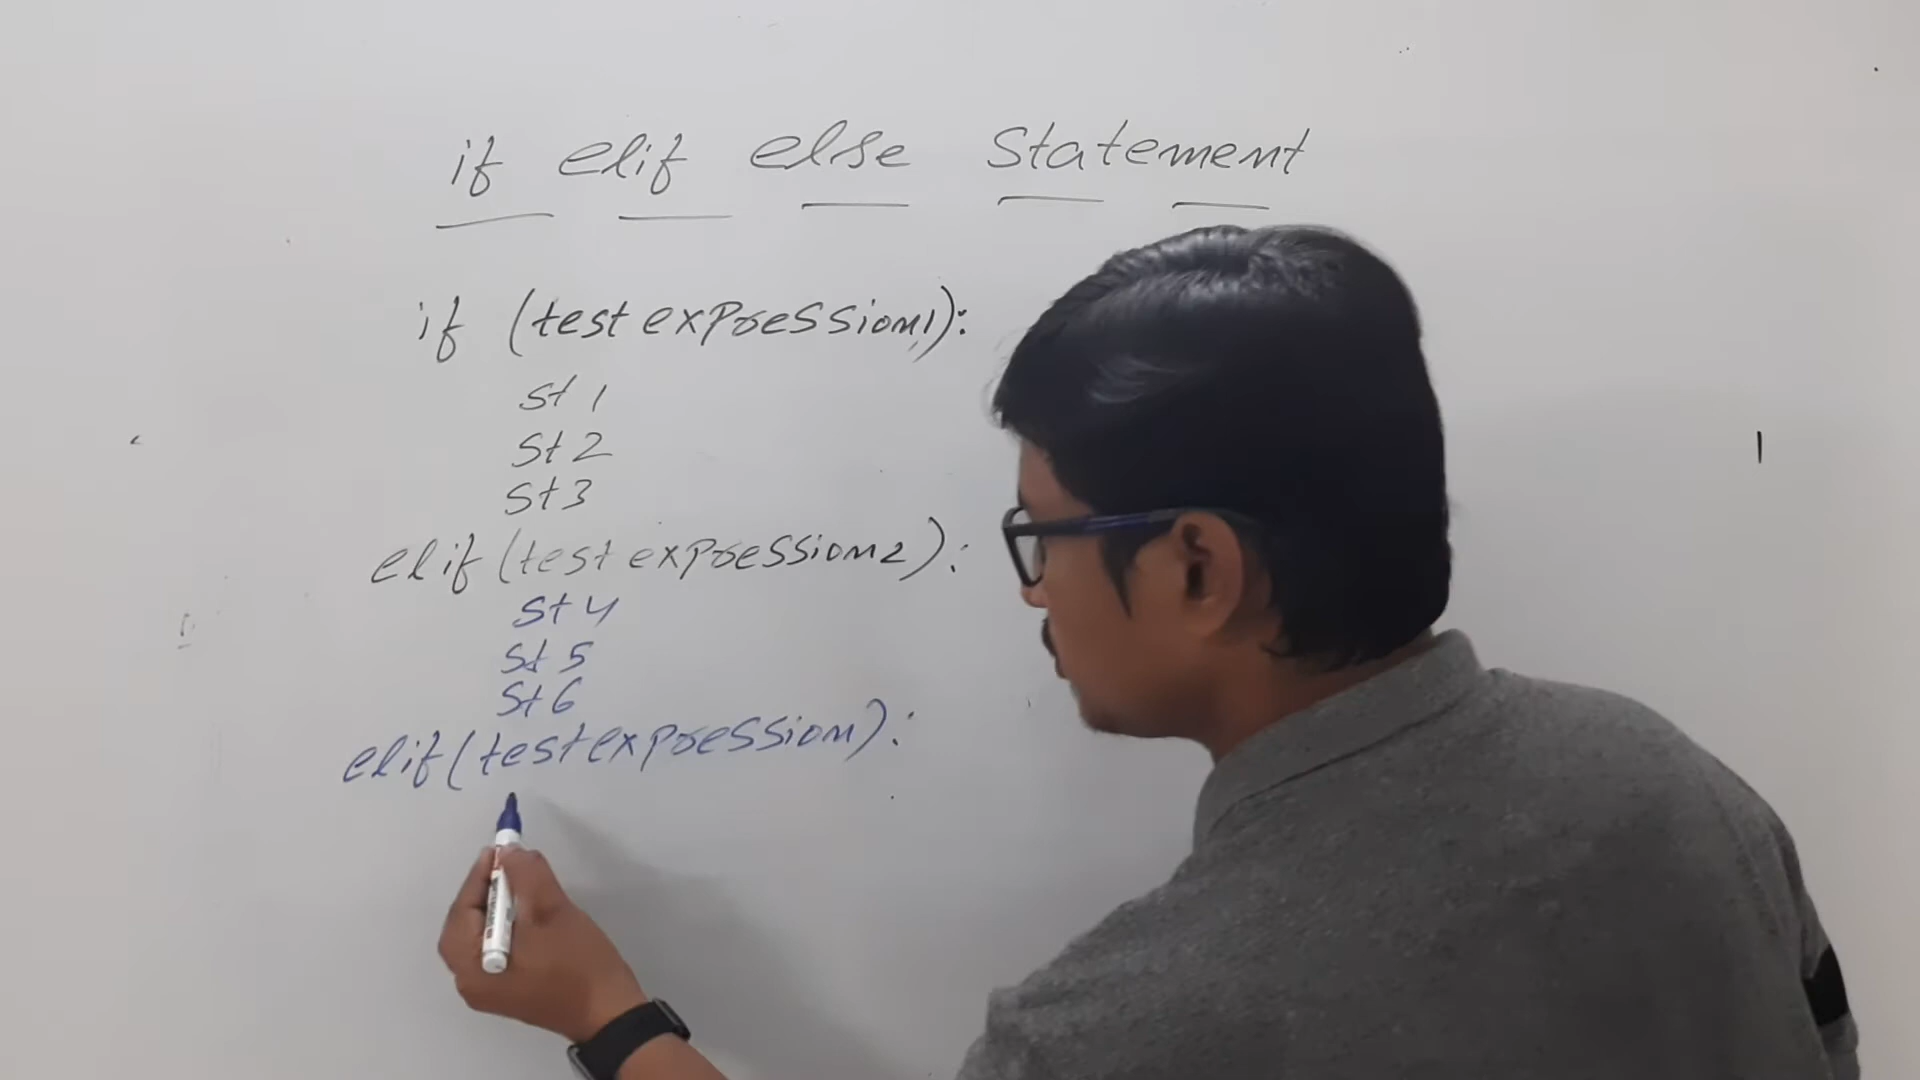 if elif else Statement
if (test expression1):
st 1
st 2
st 3
elif (test expression2):
st 4
st 5
st 6
elif (test expression):